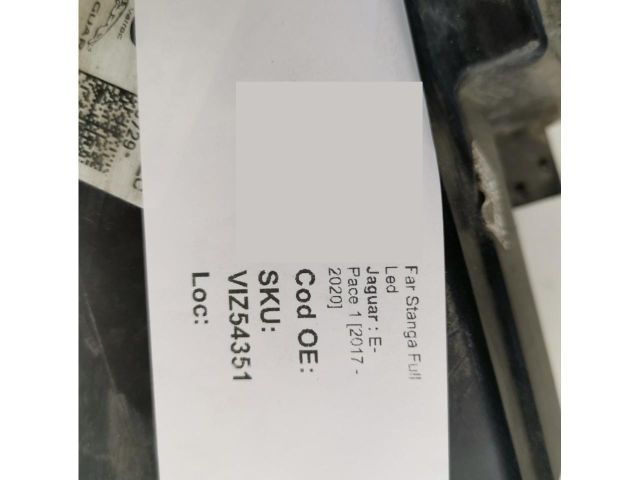 Far Stanga Full
Led
Jaguar : E-
Pace 1 [2017 -
2020]
Cod OE:
SKU:
VIZ54351
Loc: